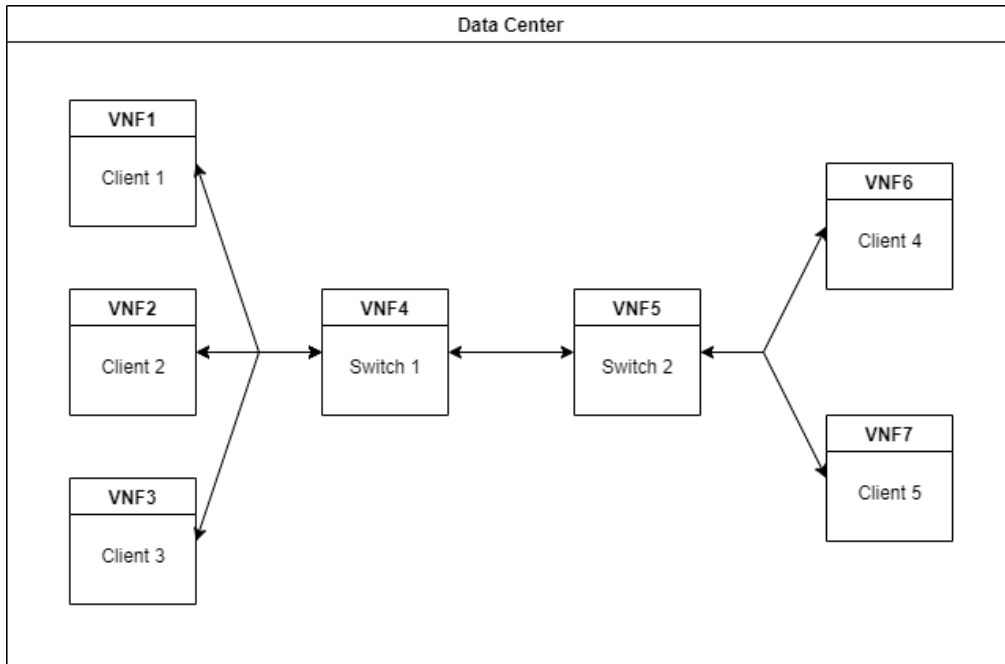 Data Center
VNF1
Client 1
VNF2
Client 2
VNF3
Client 3
VNF4
Switch 1
VNF5
Switch 2
VNF6
Client 4
VNF7
Client 5